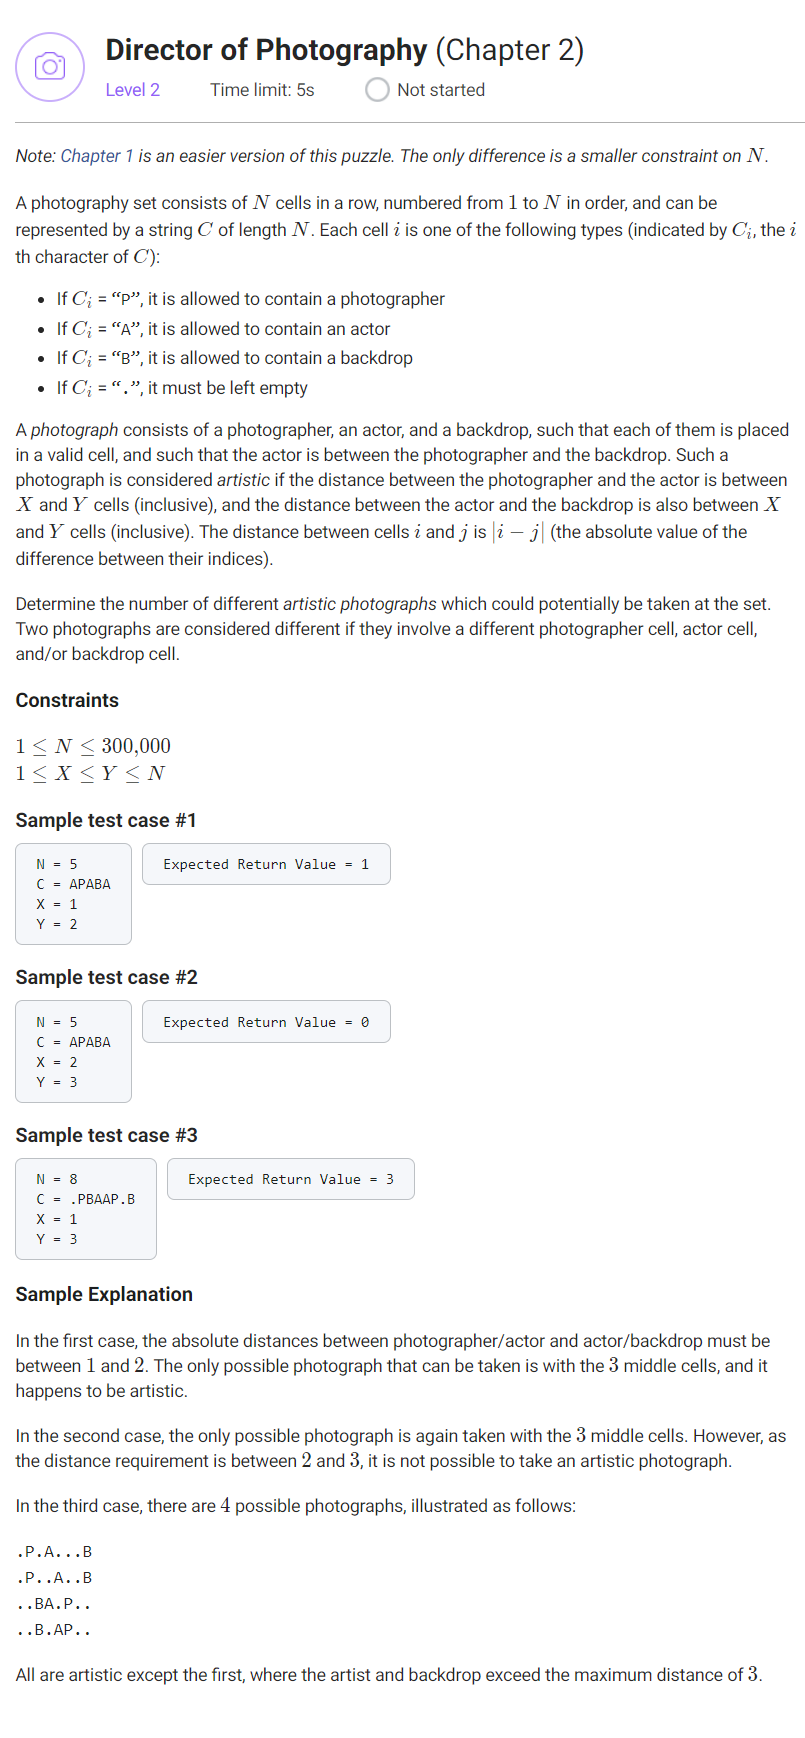 Director of Photography (Chapter 2)
Level 2 Time limit: 5s Not started
Note: Chapter 1 is an easier version of this puzzle. The only difference is a smaller constraint on N.
A photography set consists of N cells in a row, numbered from 1 to N in order, and can be
represented by a string C of length N. Each cell i is one of the following types (indicated by Cᵢ, the i
th character of C):
• If Cᵢ = “P”, it is allowed to contain a photographer
• If Cᵢ = “A”, it is allowed to contain an actor
• If Cᵢ = “B”, it is allowed to contain a backdrop
• If Cᵢ = “.”, it must be left empty
A photograph consists of a photographer, an actor, and a backdrop, such that each of them is placed
in a valid cell, and such that the actor is between the photographer and the backdrop. Such a
photograph is considered artistic if the distance between the photographer and the actor is between
X and Y cells (inclusive), and the distance between the actor and the backdrop is also between X
and Y cells (inclusive). The distance between cells i and j is |i − j| (the absolute value of the
difference between their indices).
Determine the number of different artistic photographs which could potentially be taken at the set.
Two photographs are considered different if they involve a different photographer cell, actor cell,
and/or backdrop cell.
Constraints
1 ≤ N ≤ 300,000
1 ≤ X ≤ Y ≤ N
Sample test case #1
N = 5
C = APABA
X = 1
Y = 2
Expected Return Value = 1
Sample test case #2
N = 5
C = APABA
X = 2
Y = 3
Expected Return Value = 0
Sample test case #3
N = 8
C = .PBAAP.B
X = 1
Y = 3
Expected Return Value = 3
Sample Explanation
In the first case, the absolute distances between photographer/actor and actor/backdrop must be
between 1 and 2. The only possible photograph that can be taken is with the 3 middle cells, and it
happens to be artistic.
In the second case, the only possible photograph is again taken with the 3 middle cells. However, as
the distance requirement is between 2 and 3, it is not possible to take an artistic photograph.
In the third case, there are 4 possible photographs, illustrated as follows:
.P.A...B
.P..A..B
..BA.P..
..B.AP..
All are artistic except the first, where the artist and backdrop exceed the maximum distance of 3.